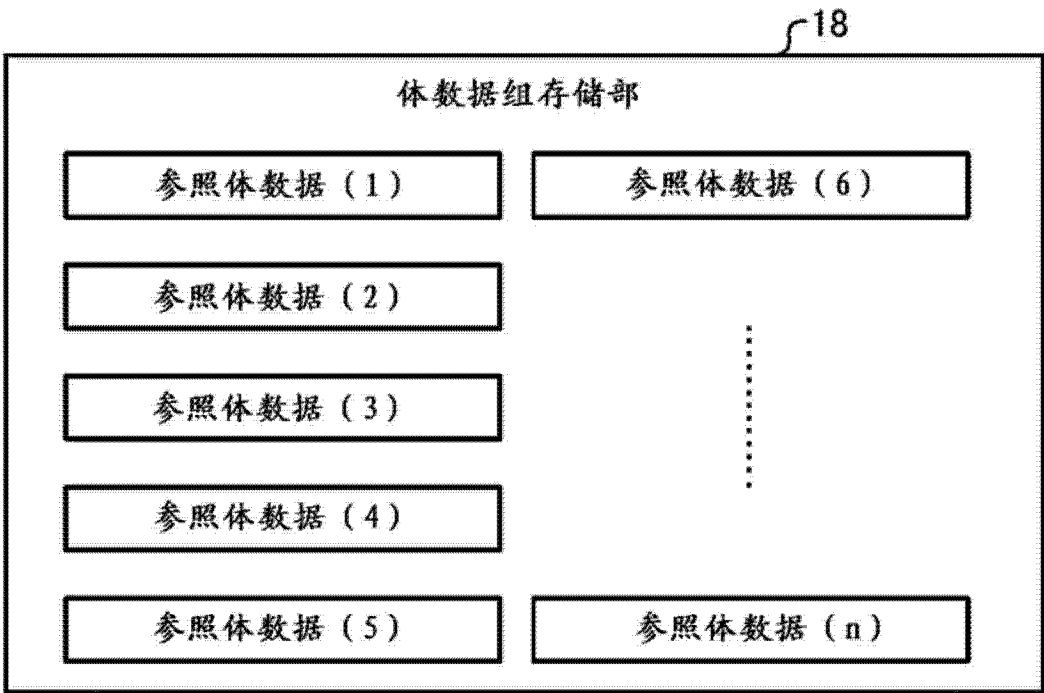 18
体数据组存储部
参照体数据（1）
参照体数据（2）
参照体数据（3）
参照体数据（4）
参照体数据（5）
参照体数据（6）
参照体数据（n）